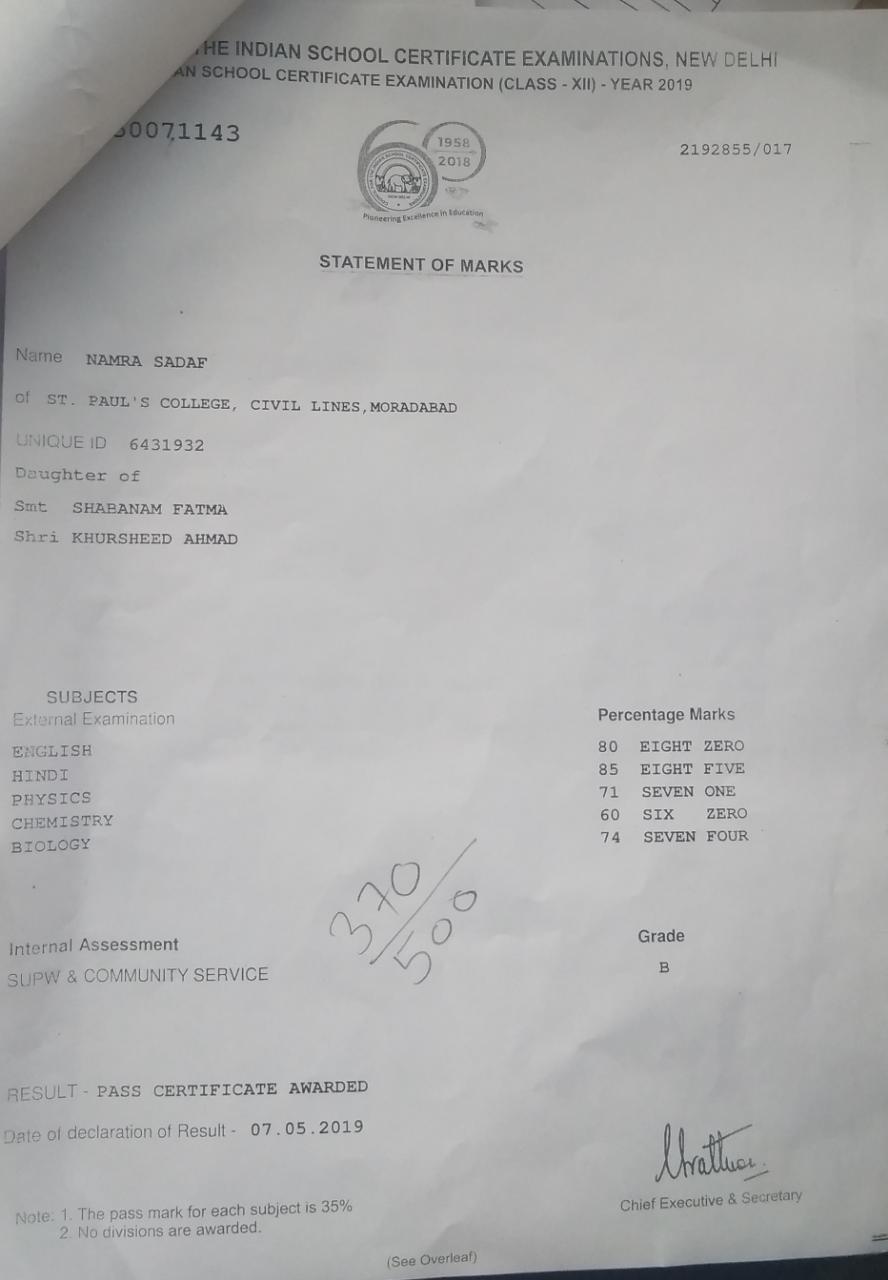 THE INDIAN SCHOOL CERTIFICATE EXAMINATIONS, NEW DELHI
SCHOOL CERTIFICATE EXAMINATION (CLASS - XII) - YEAR 2019
0071143
1958
2018
2192855/017
Pioneering Excellence in Education
STATEMENT OF MARKS
Name NAMRA SADAF
of ST. PAUL'S COLLEGE, CIVIL LINES,MORADABAD
UNIQUE ID 6431932
Daughter of
Smt SHABANAM FATMA
Shri KHURSHEED AHMAD
SUBJECTS
External Examination Percentage Marks
ENGLISH 80 EIGHT ZERO
HINDI 85 EIGHT FIVE
PHYSICS 71 SEVEN ONE
CHEMISTRY 60 SIX ZERO
BIOLOGY 74 SEVEN FOUR
370/500
Internal Assessment Grade
SUPW & COMMUNITY SERVICE B
RESULT - PASS CERTIFICATE AWARDED
Date of declaration of Result - 07.05.2019
Chief Executive & Secretary
Note: 1. The pass mark for each subject is 35%
2. No divisions are awarded.
(See Overleaf)